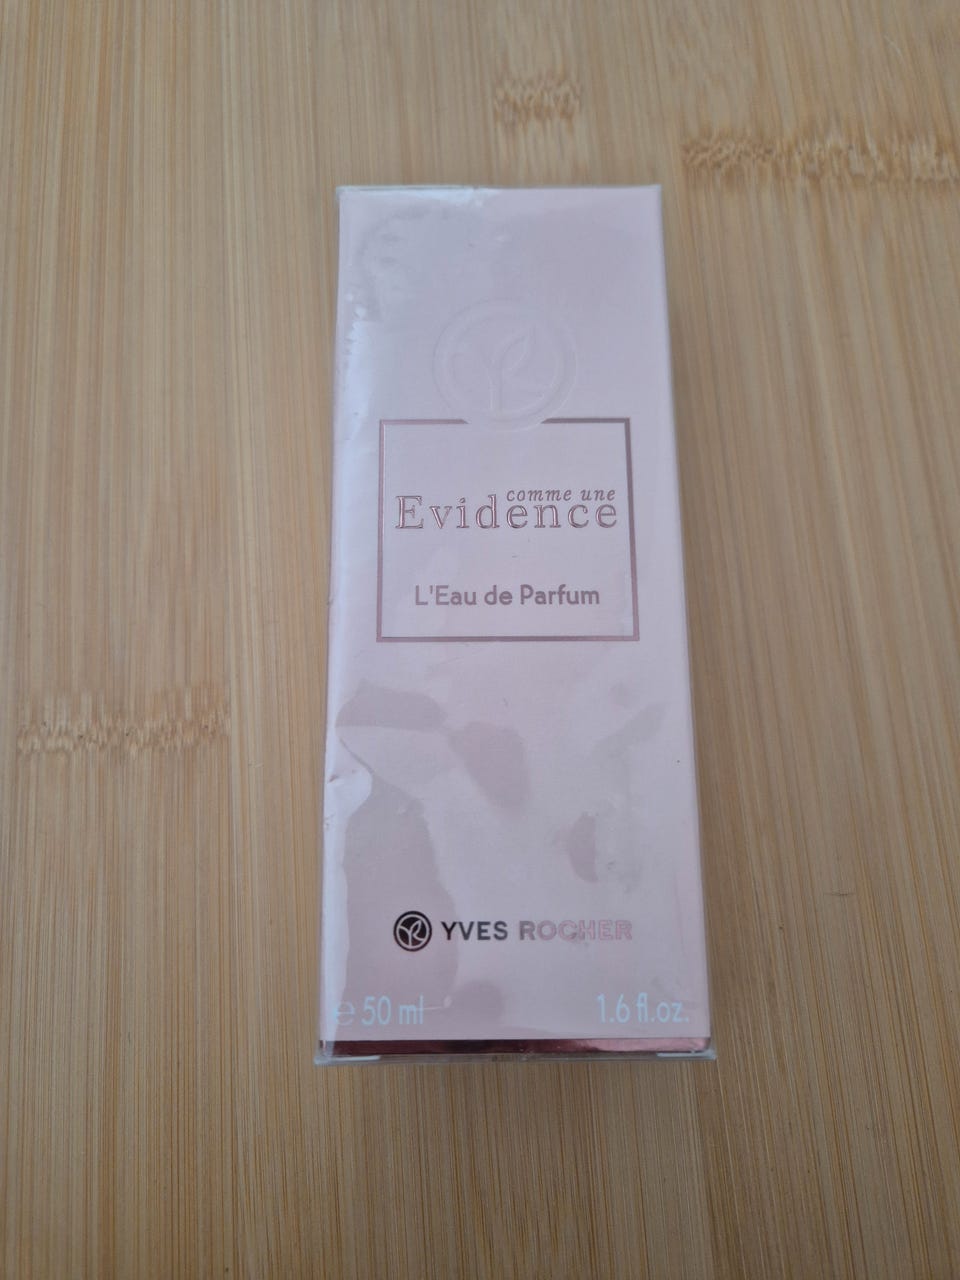 comme une
Evidence
L'Eau de Parfum
YVES ROCHER
e 50 ml 1.6 fl.oz.